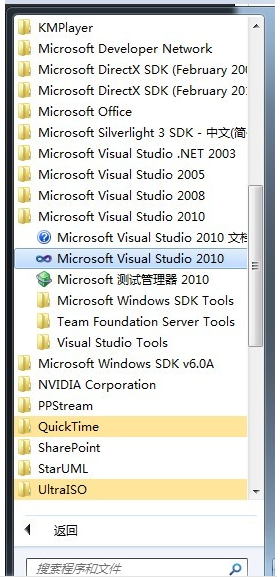 KMPlayer
Microsoft Developer Network
Microsoft DirectX SDK (February 20
Microsoft DirectX SDK (February 20
Microsoft Office
Microsoft Silverlight 3 SDK - 中文(简
Microsoft Visual Studio .NET 2003
Microsoft Visual Studio 2005
Microsoft Visual Studio 2008
Microsoft Visual Studio 2010
Microsoft Visual Studio 2010 文档
Microsoft Visual Studio 2010
Microsoft 测试管理器 2010
Microsoft Windows SDK Tools
Team Foundation Server Tools
Visual Studio Tools
Microsoft Windows SDK v6.0A
NVIDIA Corporation
PPStream
QuickTime
SharePoint
StarUML
UltraISO
返回
搜索程序和文件